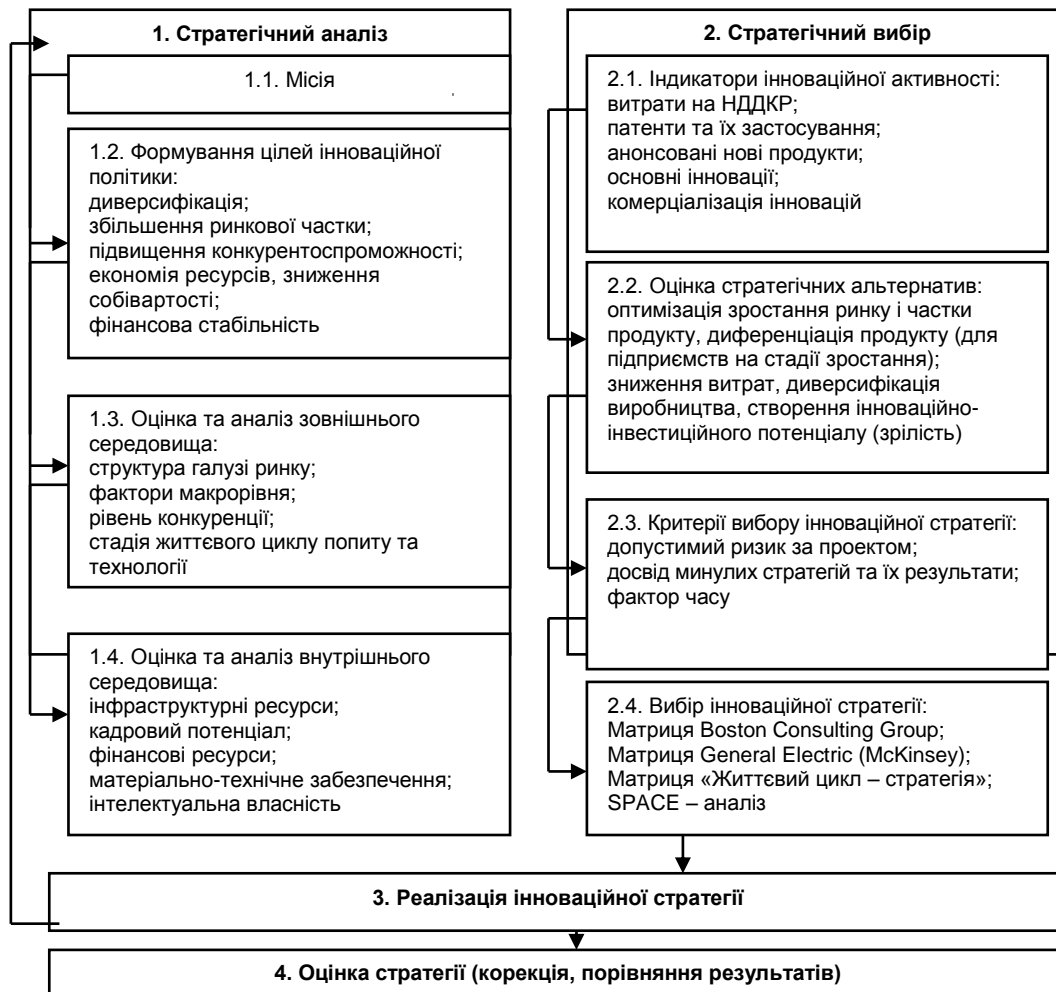 1. Стратегічний аналіз
1.1. Місія
1.2. Формування цілей інноваційної
політики:
диверсифікація;
збільшення ринкової частки;
підвищення конкурентоспроможності;
економія ресурсів, зниження
собівартості;
фінансова стабільність
1.3. Оцінка та аналіз зовнішнього
середовища:
структура галузі ринку;
фактори макрорівня;
рівень конкуренції;
стадія життєвого циклу попиту та
технології
1.4. Оцінка та аналіз внутрішнього
середовища:
інфраструктурні ресурси;
кадровий потенціал;
фінансові ресурси;
матеріально-технічне забезпечення;
інтелектуальна власність
2. Стратегічний вибір
2.1. Індикатори інноваційної активності:
витрати на НДДКР;
патенти та їх застосування;
анонсовані нові продукти;
основні інновації;
комерціалізація інновацій
2.2. Оцінка стратегічних альтернатив:
оптимізація зростання ринку і частки
продукту, диференціація продукту (для
підприємств на стадії зростання);
зниження витрат, диверсифікація
виробництва, створення інноваційно-
інвестиційного потенціалу (зрілість)
2.3. Критерії вибору інноваційної стратегії:
допустимий ризик за проектом;
досвід минулих стратегій та їх результати;
фактор часу
2.4. Вибір інноваційної стратегії:
Матриця Boston Consulting Group;
Матриця General Electric (McKinsey);
Матриця «Життєвий цикл – стратегія»;
SPACE – аналіз
3. Реалізація інноваційної стратегії
4. Оцінка стратегії (корекція, порівняння результатів)